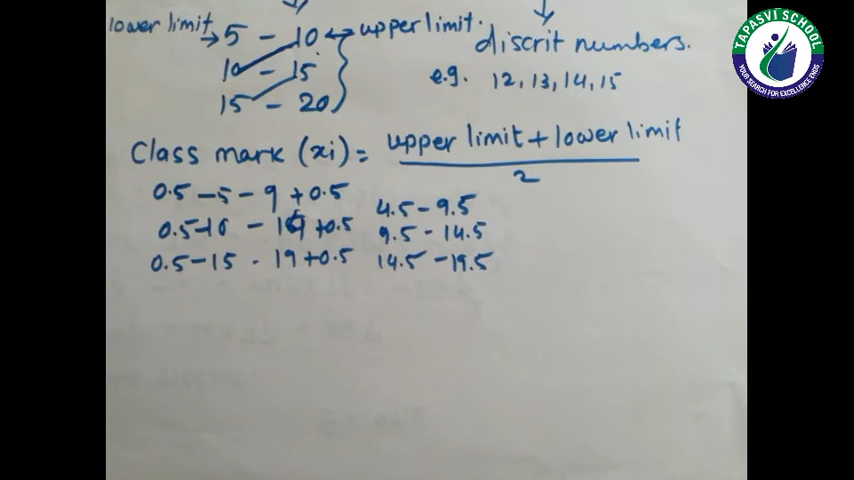 lower limit → 5 - 10 ↔ upper limit.
10 - 15
15 - 20
discrit numbers.
e.g. 12, 13, 14, 15
Class mark (xi) = upper limit + lower limit
2
0.5 - 5 - 9 + 0.5 4.5 - 9.5
0.5 - 10 - 14 + 0.5 9.5 - 14.5
0.5 - 15 - 19 + 0.5 14.5 - 19.5
TAPASVI SCHOOL
YOUR SEARCH FOR EXCELLENCE ENDS